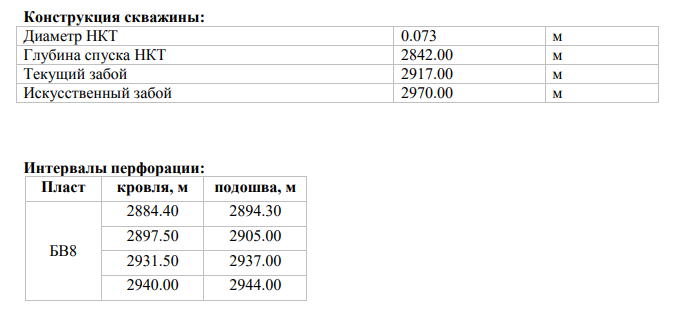 Конструкция скважины:
Диаметр НКТ 0.073 м
Глубина спуска НКТ 2842.00 м
Текущий забой 2917.00 м
Искусственный забой 2970.00 м
Интервалы перфорации:
Пласт кровля, м подошва, м
БВ8
2884.40 2894.30
2897.50 2905.00
2931.50 2937.00
2940.00 2944.00